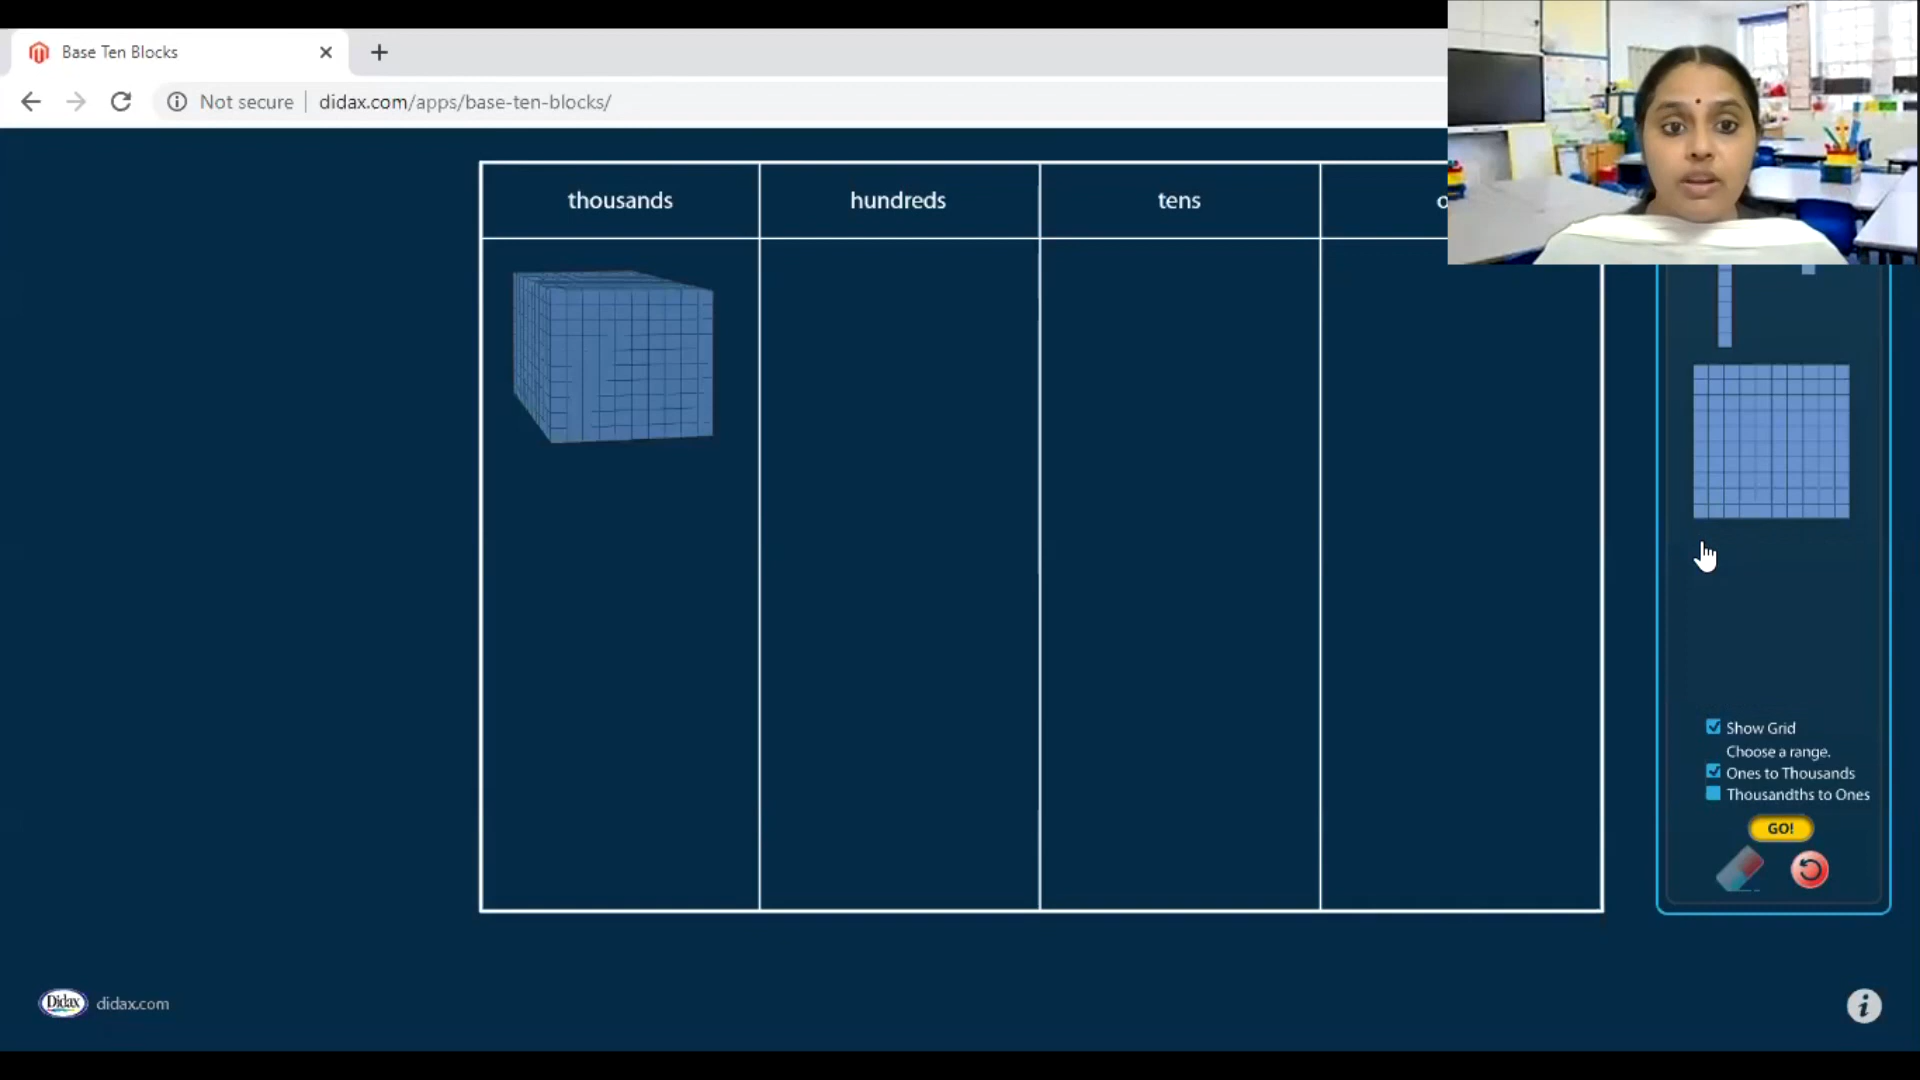 Base Ten Blocks
Not secure didax.com/apps/base-ten-blocks/
thousands hundreds tens
Show Grid
Choose a range.
Ones to Thousands
Thousandths to Ones
GO!
Didax didax.com
i